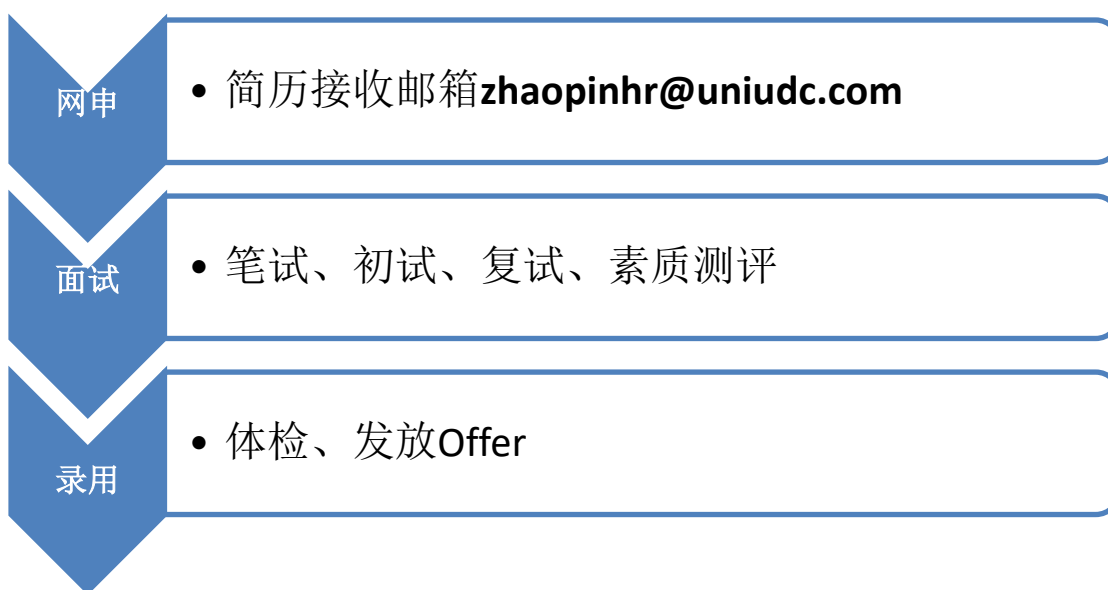 网申
• 简历接收邮箱zhaopinhr@uniudc.com
面试
• 笔试、初试、复试、素质测评
录用
• 体检、发放Offer